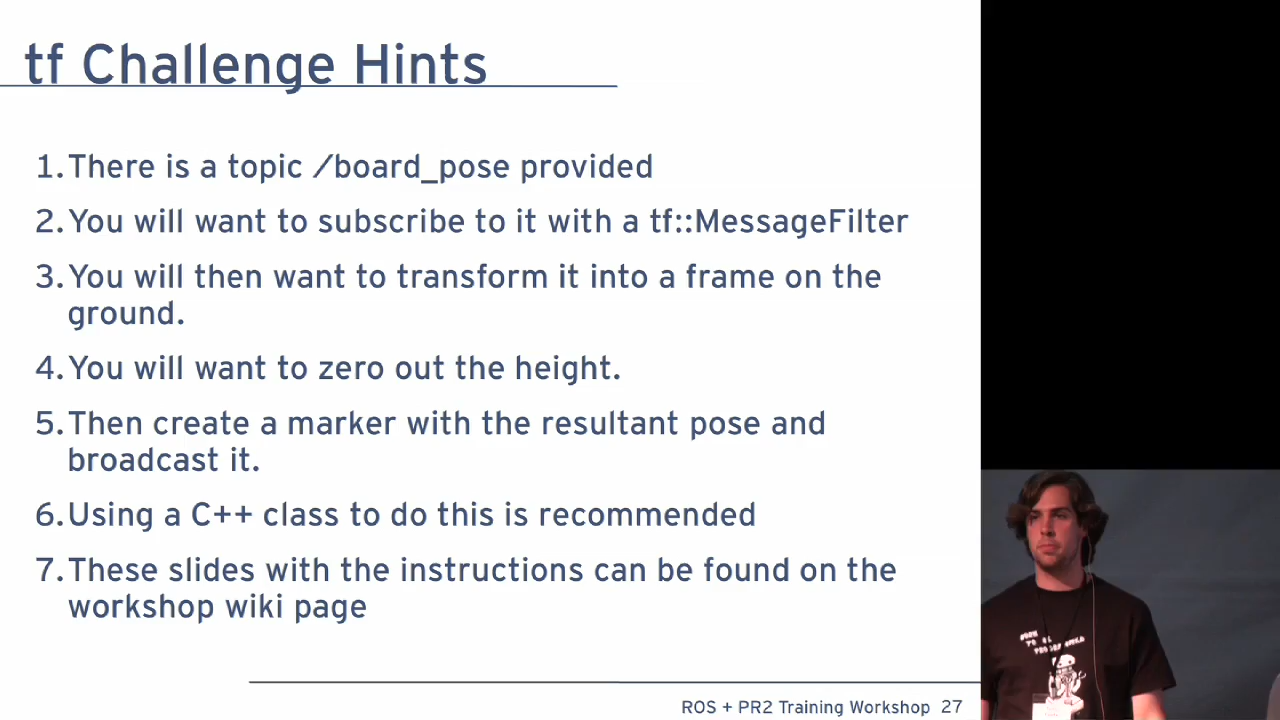 tf Challenge Hints
1. There is a topic /board_pose provided
2. You will want to subscribe to it with a tf::MessageFilter
3. You will then want to transform it into a frame on the
ground.
4. You will want to zero out the height.
5. Then create a marker with the resultant pose and
broadcast it.
6. Using a C++ class to do this is recommended
7. These slides with the instructions can be found on the
workshop wiki page
ROS + PR2 Training Workshop 27